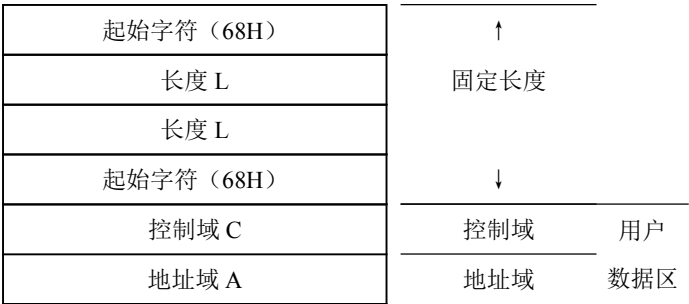 起始字符（68H） ↑
长度 L 固定长度
长度 L
起始字符（68H） ↓
控制域 C 控制域 用户
地址域 A 地址域 数据区